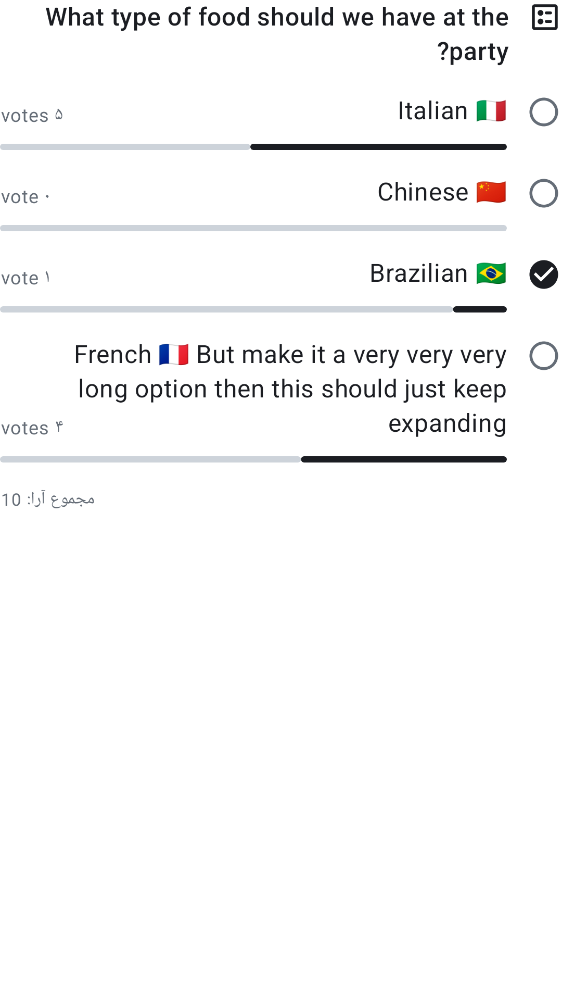 What type of food should we have at the
party?
Italian 🇮🇹
۵ votes
Chinese 🇨🇳
۰ vote
Brazilian 🇧🇷
۱ vote
French 🇫🇷 But make it a very very very
long option then this should just keep
expanding
۴ votes
مجموع آرا: 10